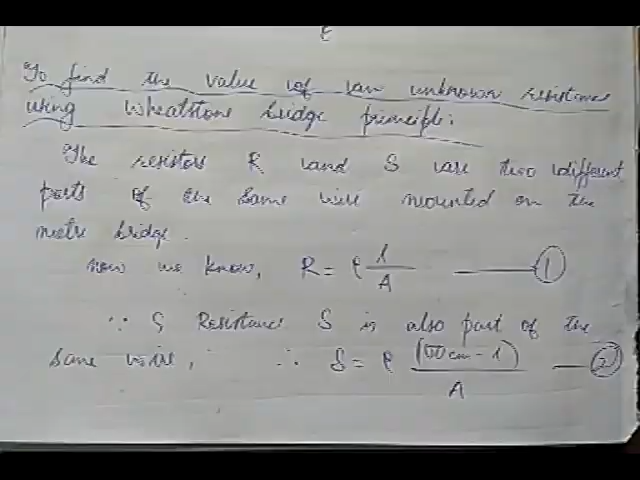 To find the value of an unknown resistance
using Wheatstone bridge principle:
The resistors R and S are two different
parts of the same wire mounted on the
metre bridge.
now we know, R = ρ l/A —— ①
∵ S Resistance S is also part of the
same wire, ∴ S = ρ (100 cm - l)/A —— ②